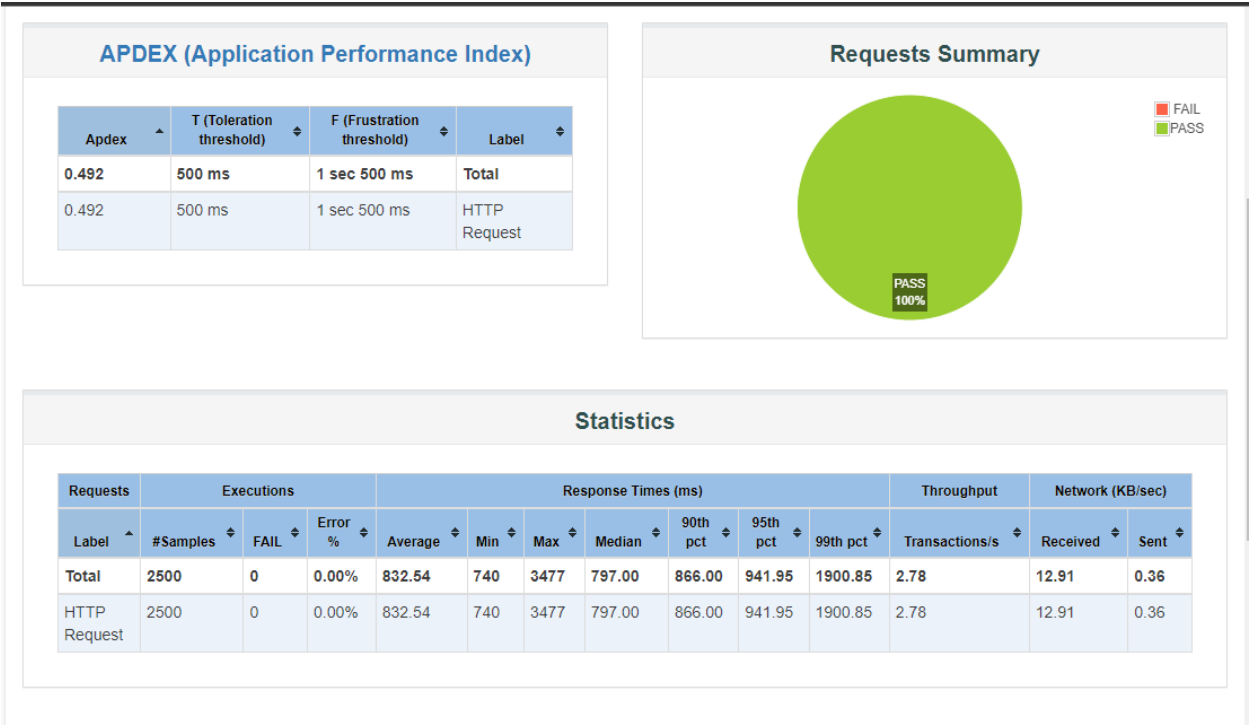 APDEX (Application Performance Index)
Apdex T (Toleration threshold) F (Frustration threshold) Label
0.492 500 ms 1 sec 500 ms Total
0.492 500 ms 1 sec 500 ms HTTP Request
Requests Summary
FAIL
PASS
PASS
100%
Statistics
Requests Executions Response Times (ms) Throughput Network (KB/sec)
Label #Samples FAIL Error % Average Min Max Median 90th pct 95th pct 99th pct Transactions/s Received Sent
Total 2500 0 0.00% 832.54 740 3477 797.00 866.00 941.95 1900.85 2.78 12.91 0.36
HTTP Request 2500 0 0.00% 832.54 740 3477 797.00 866.00 941.95 1900.85 2.78 12.91 0.36